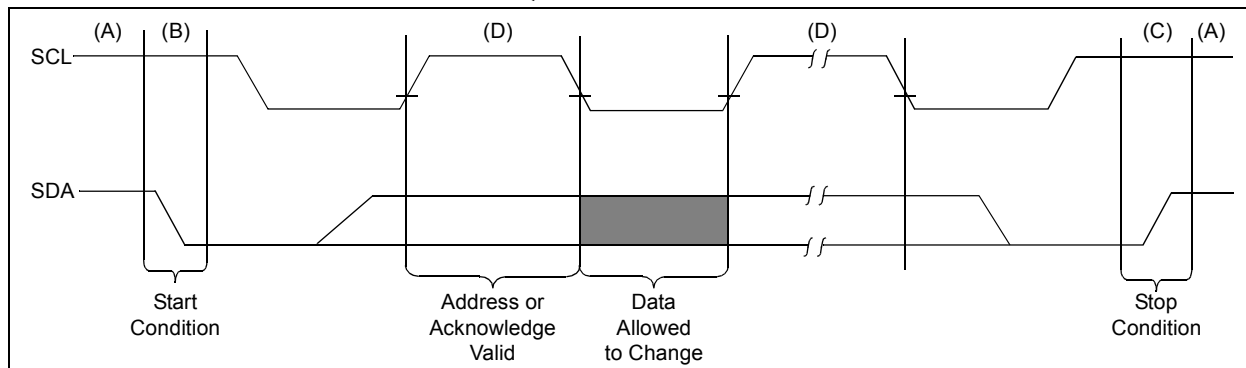 (A) (B) (D) (D) (C) (A)
SCL
SDA
Start
Condition
Address or
Acknowledge
Valid
Data
Allowed
to Change
Stop
Condition